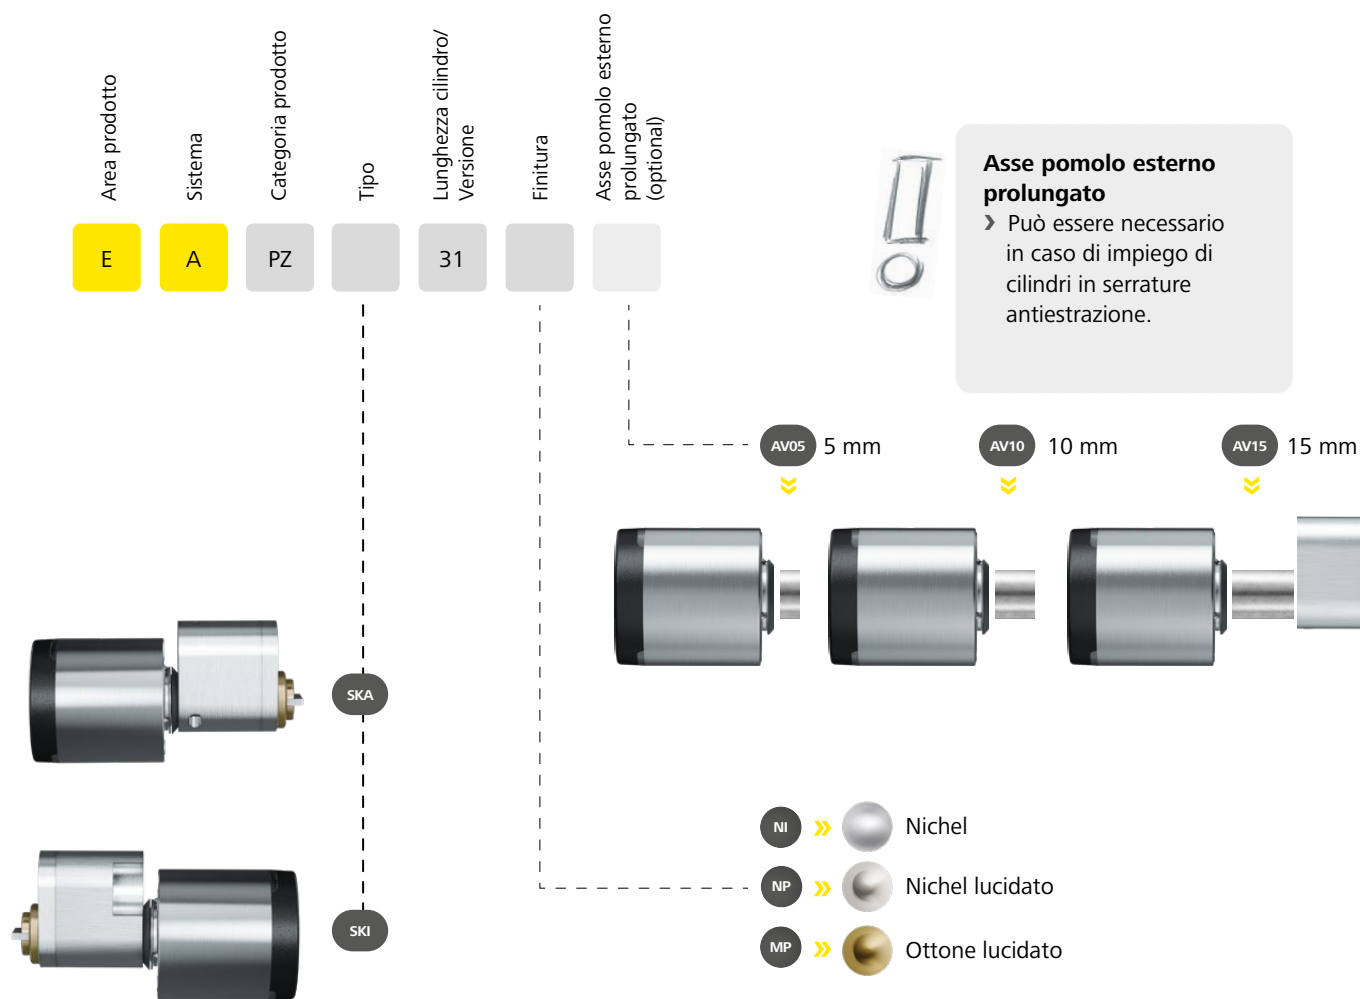 Area prodotto
Sistema
Categoria prodotto
Tipo
Lunghezza cilindro/
Versione
Finitura
Asse pomolo esterno
prolungato
(optional)
E
A
PZ
31
Asse pomolo esterno
prolungato
› Può essere necessario
in caso di impiego di
cilindri in serrature
antiestrazione.
AV05 5 mm
AV10 10 mm
AV15 15 mm
SKA
SKI
NI » Nichel
NP » Nichel lucidato
MP » Ottone lucidato